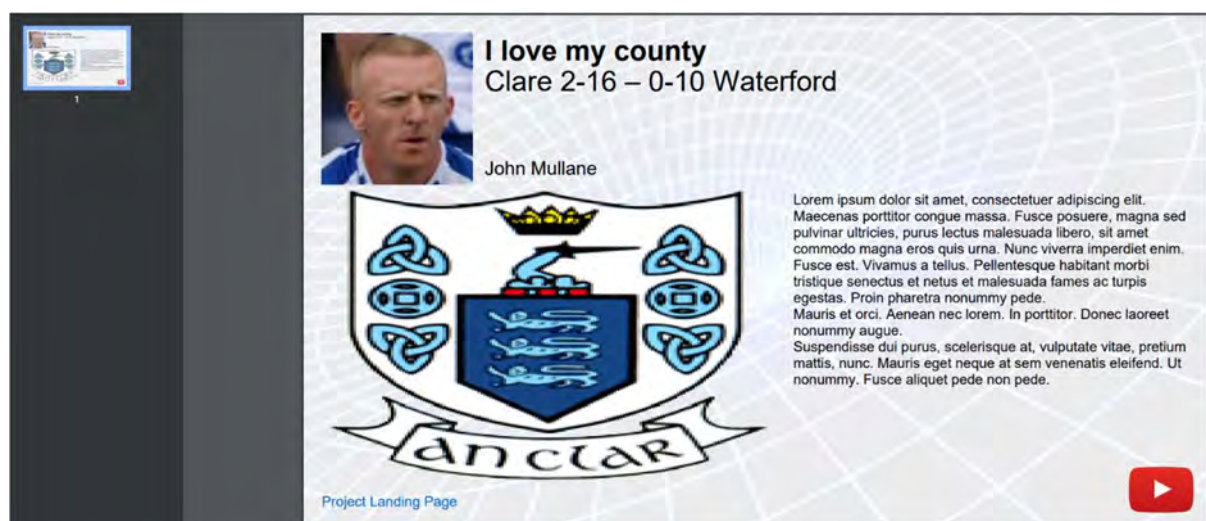 1
I love my county
Clare 2-16 – 0-10 Waterford
John Mullane
Lorem ipsum dolor sit amet, consectetuer adipiscing elit.
Maecenas porttitor congue massa. Fusce posuere, magna sed
pulvinar ultricies, purus lectus malesuada libero, sit amet
commodo magna eros quis urna. Nunc viverra imperdiet enim.
Fusce est. Vivamus a tellus. Pellentesque habitant morbi
tristique senectus et netus et malesuada fames ac turpis
egestas. Proin pharetra nonummy pede.
Mauris et orci. Aenean nec lorem. In porttitor. Donec laoreet
nonummy augue.
Suspendisse dui purus, scelerisque at, vulputate vitae, pretium
mattis, nunc. Mauris eget neque at sem venenatis eleifend. Ut
nonummy. Fusce aliquet pede non pede.
an clar
Project Landing Page